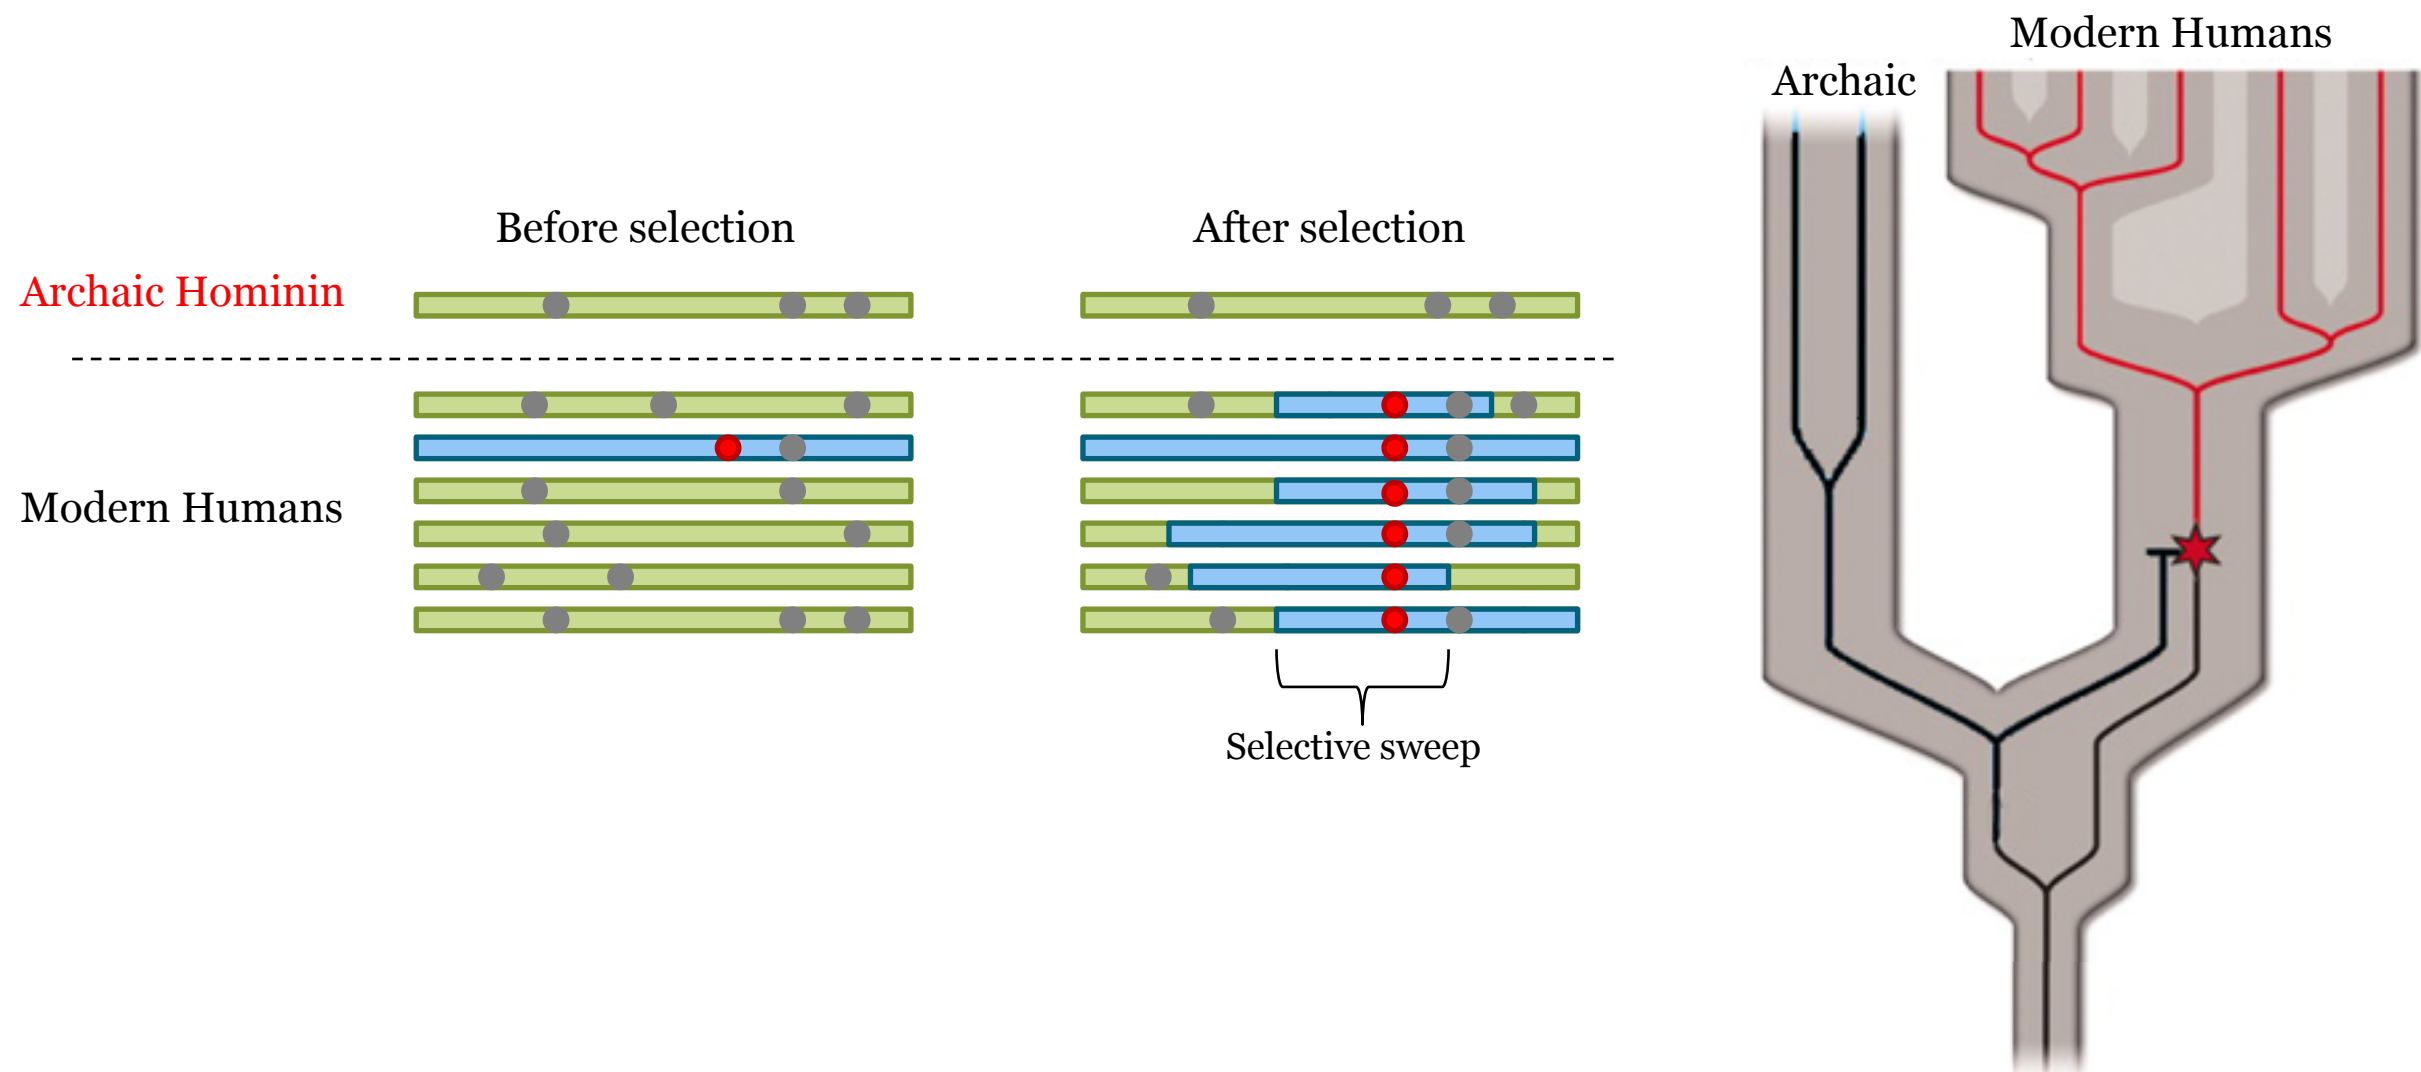 Modern Humans
Archaic
Before selection
After selection
Archaic Hominin
Modern Humans
Selective sweep